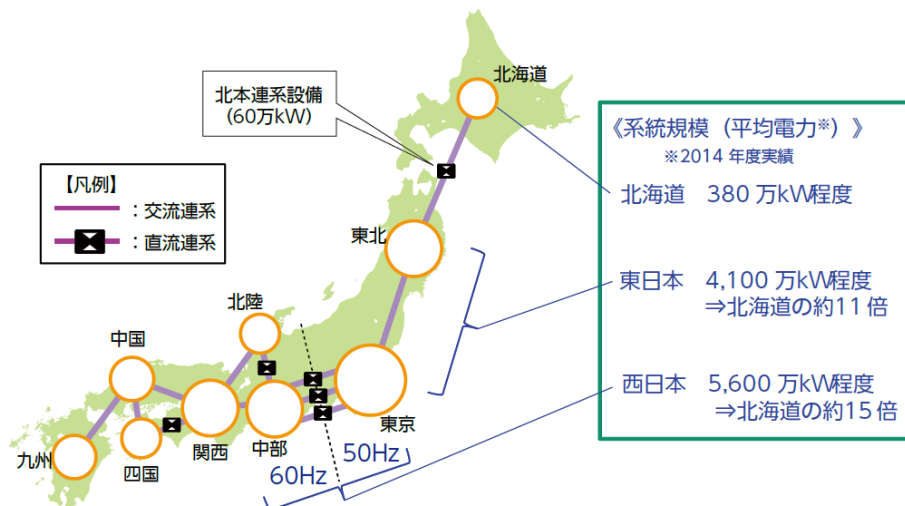 北海道
北本連系設備
(60万kW)
【凡例】
：交流連系
：直流連系
東北
北陸
中国
九州
四国
関西
中部
東京
60Hz
50Hz
《系統規模（平均電力※）》
※2014 年度実績
北海道 380 万kW程度
東日本 4,100 万kW程度
⇒北海道の約11 倍
西日本 5,600 万kW程度
⇒北海道の約15 倍